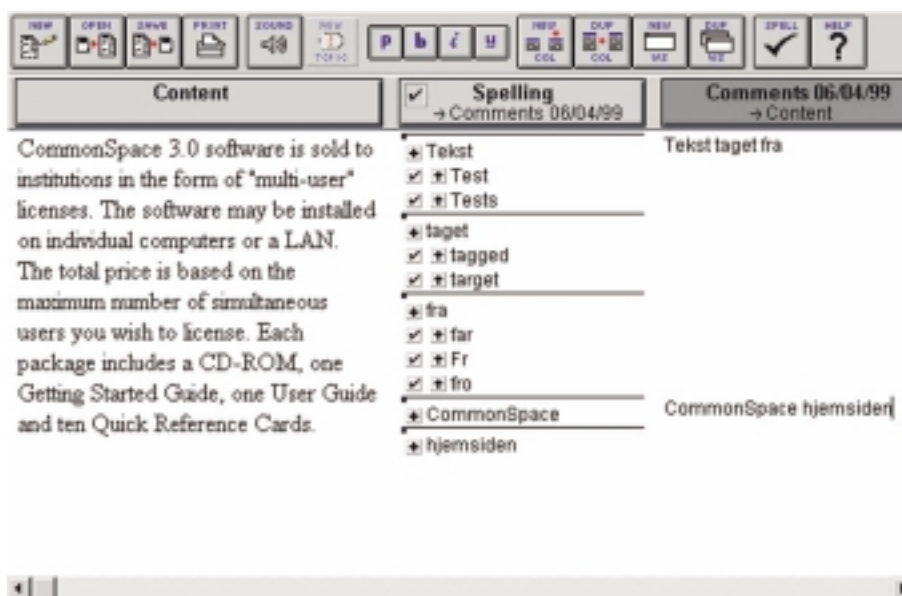 NEW OPEN SAVE PRINT SOUND NEW TOPIC P b i u NEW COL DUP COL NEW WZ DUP WZ SPELL HELP ?
Content
Spelling
→ Comments 06/04/99
Comments 06/04/99
→ Content
CommonSpace 3.0 software is sold to
institutions in the form of "multi-user"
licenses. The software may be installed
on individual computers or a LAN.
The total price is based on the
maximum number of simultaneous
users you wish to license. Each
package includes a CD-ROM, one
Getting Started Guide, one User Guide
and ten Quick Reference Cards.
Tekst
Test
Tests
taget
tagged
target
fra
far
Fr
fro
CommonSpace
hjemsiden
Tekst taget fra
CommonSpace hjemsiden